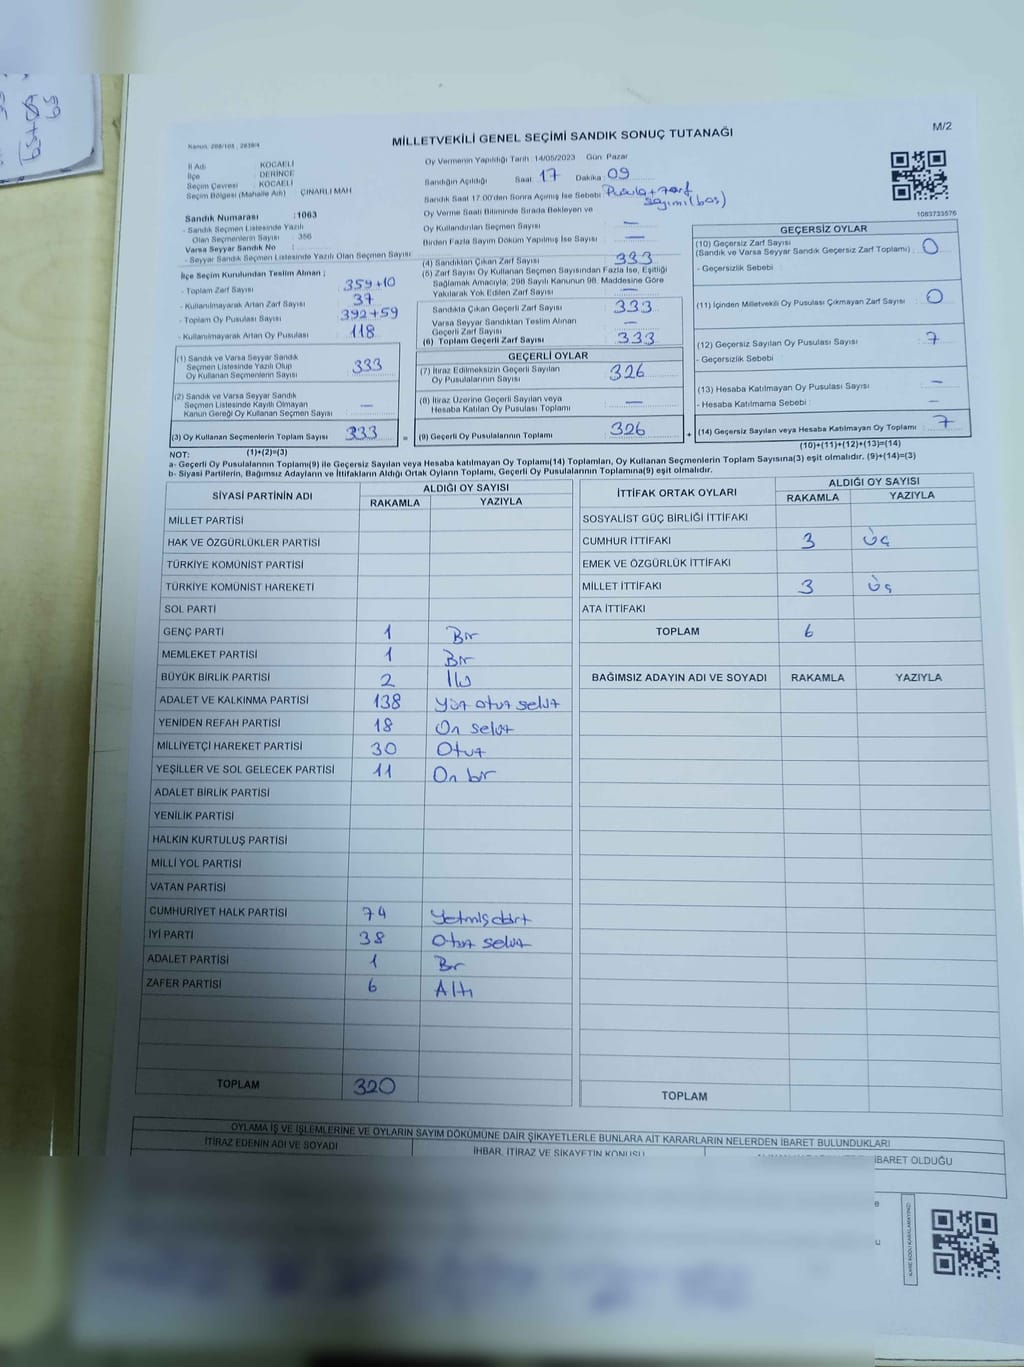 Kanun: 298/105 , 2839/4
MİLLETVEKİLİ GENEL SEÇİMİ SANDIK SONUÇ TUTANAĞI
M/2
İl Adı : KOCAELİ
İlçe : DERİNCE
Seçim Çevresi : KOCAELİ
Seçim Bölgesi (Mahalle Adı) : ÇINARLI MAH
Sandık Numarası : 1063
- Sandık Seçmen Listesinde Yazılı
Olan Seçmenlerin Sayısı : 356
Varsa Seyyar Sandık No :
- Seyyar Sandık Seçmen Listesinde Yazılı Olan Seçmen Sayısı:
Oy Vermenin Yapıldığı Tarih :14/05/2023 Gün: Pazar
Sandığın Açıldığı Saat: 17 Dakika: 09
Sandık Saat 17.00'den Sonra Açılmış İse Sebebi: Pusula + zarf
sayımı (boş)
Oy Verme Saati Bitiminde Sırada Bekleyen ve
Oy Kullandırılan Seçmen Sayısı : —
Birden Fazla Sayım Döküm Yapılmış İse Sayısı : —
1083733576
İlçe Seçim Kurulundan Teslim Alınan ;
- Toplam Zarf Sayısı : 359+10
- Kullanılmayarak Artan Zarf Sayısı : 37
- Toplam Oy Pusulası Sayısı : 392+59
- Kullanılmayarak Artan Oy Pusulası : 118
(1) Sandık ve Varsa Seyyar Sandık
Seçmen Listesinde Yazılı Olup
Oy Kullanan Seçmenlerin Sayısı : 333
(2) Sandık ve Varsa Seyyar Sandık
Seçmen Listesinde Kayıtlı Olmayan
Kanun Gereği Oy Kullanan Seçmen Sayısı : —
(3) Oy Kullanan Seçmenlerin Toplam Sayısı : 333 =
(1)+(2)=(3)
(4) Sandıktan Çıkan Zarf Sayısı : 333
(5) Zarf Sayısı Oy Kullanan Seçmen Sayısından Fazla İse, Eşitliği
Sağlamak Amacıyla; 298 Sayılı Kanunun 98. Maddesine Göre
Yakılarak Yok Edilen Zarf Sayısı : —
Sandıkta Çıkan Geçerli Zarf Sayısı : 333
Varsa Seyyar Sandıktan Teslim Alınan
Geçerli Zarf Sayısı : —
(6) Toplam Geçerli Zarf Sayısı : 333
GEÇERLİ OYLAR
(7) İtiraz Edilmeksizin Geçerli Sayılan
Oy Pusulalarının Sayısı : 326
(8) İtiraz Üzerine Geçerli Sayılan veya
Hesaba Katılan Oy Pusulası Toplamı : —
(9) Geçerli Oy Pusulalarının Toplamı : 326 +
GEÇERSİZ OYLAR
(10) Geçersiz Zarf Sayısı
(Sandık ve Varsa Seyyar Sandık Geçersiz Zarf Toplamı) : 0
- Geçersizlik Sebebi :
(11) İçinden Milletvekili Oy Pusulası Çıkmayan Zarf Sayısı : 0
(12) Geçersiz Sayılan Oy Pusulası Sayısı : 7
- Geçersizlik Sebebi :
(13) Hesaba Katılmayan Oy Pusulası Sayısı : —
- Hesaba Katılmama Sebebi : —
(14) Geçersiz Sayılan veya Hesaba Katılmayan Oy Toplamı : 7
(10)+(11)+(12)+(13)=(14)
NOT:
a- Geçerli Oy Pusulalarının Toplamı(9) ile Geçersiz Sayılan veya Hesaba katılmayan Oy Toplamı(14) Toplamları, Oy Kullanan Seçmenlerin Toplam Sayısına(3) eşit olmalıdır. (9)+(14)=(3)
b- Siyasi Partilerin, Bağımsız Adayların ve İttifakların Aldığı Ortak Oyların Toplamı, Geçerli Oy Pusulalarının Toplamına(9) eşit olmalıdır.
SİYASİ PARTİNİN ADI ALDIĞI OY SAYISI
RAKAMLA YAZIYLA
MİLLET PARTİSİ
HAK VE ÖZGÜRLÜKLER PARTİSİ
TÜRKİYE KOMÜNİST PARTİSİ
TÜRKİYE KOMÜNİST HAREKETİ
SOL PARTİ
GENÇ PARTİ 1 Bir
MEMLEKET PARTİSİ 1 Bir
BÜYÜK BİRLİK PARTİSİ 2 İki
ADALET VE KALKINMA PARTİSİ 138 Yüz otuz sekiz
YENİDEN REFAH PARTİSİ 18 On sekiz
MİLLİYETÇİ HAREKET PARTİSİ 30 Otuz
YEŞİLLER VE SOL GELECEK PARTİSİ 11 On bir
ADALET BİRLİK PARTİSİ
YENİLİK PARTİSİ
HALKIN KURTULUŞ PARTİSİ
MİLLİ YOL PARTİSİ
VATAN PARTİSİ
CUMHURİYET HALK PARTİSİ 74 Yetmiş dört
İYİ PARTİ 38 Otuz sekiz
ADALET PARTİSİ 1 Bir
ZAFER PARTİSİ 6 Altı
TOPLAM 320
İTTİFAK ORTAK OYLARI ALDIĞI OY SAYISI
RAKAMLA YAZIYLA
SOSYALİST GÜÇ BİRLİĞİ İTTİFAKI
CUMHUR İTTİFAKI 3 Üç
EMEK VE ÖZGÜRLÜK İTTİFAKI
MİLLET İTTİFAKI 3 Üç
ATA İTTİFAKI
TOPLAM 6
BAĞIMSIZ ADAYIN ADI VE SOYADI RAKAMLA YAZIYLA
TOPLAM
OYLAMA İŞ VE İŞLEMLERİNE VE OYLARIN SAYIM DÖKÜMÜNE DAİR ŞİKAYETLERLE BUNLARA AİT KARARLARIN NELERDEN İBARET BULUNDUKLARI
İTİRAZ EDENİN ADI VE SOYADI
İHBAR, İTİRAZ VE ŞİKAYETİN KONUSU
İBARET OLDUĞU